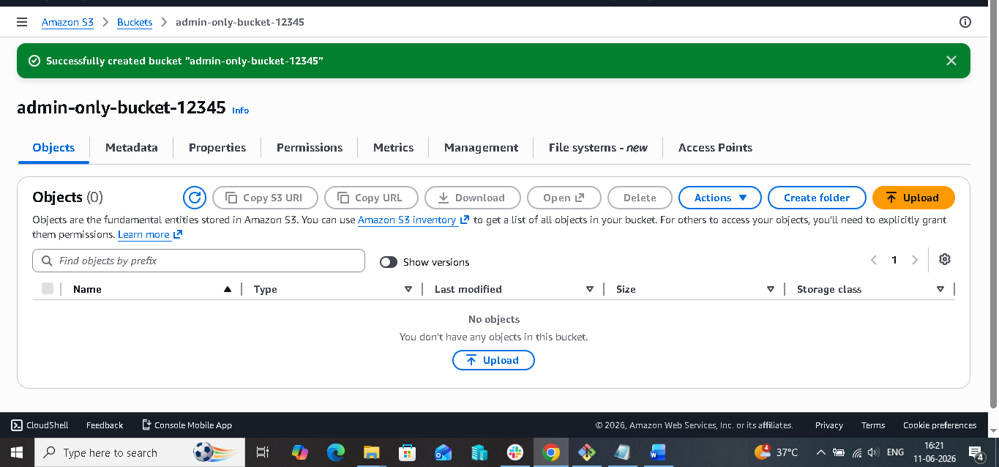 Amazon S3 > Buckets > admin-only-bucket-12345
Successfully created bucket "admin-only-bucket-12345"
admin-only-bucket-12345 Info
Objects Metadata Properties Permissions Metrics Management File systems - new Access Points
Objects (0) Copy S3 URI Copy URL Download Open Delete Actions Create folder Upload
Objects are the fundamental entities stored in Amazon S3. You can use Amazon S3 inventory to get a list of all objects in your bucket. For others to access your objects, you'll need to explicitly grant
them permissions. Learn more
Find objects by prefix Show versions 1
Name Type Last modified Size Storage class
No objects
You don't have any objects in this bucket.
Upload
CloudShell Feedback Console Mobile App © 2026, Amazon Web Services, Inc. or its affiliates. Privacy Terms Cookie preferences
Type here to search 4 37°C ENG 16:21
11-06-2026 4